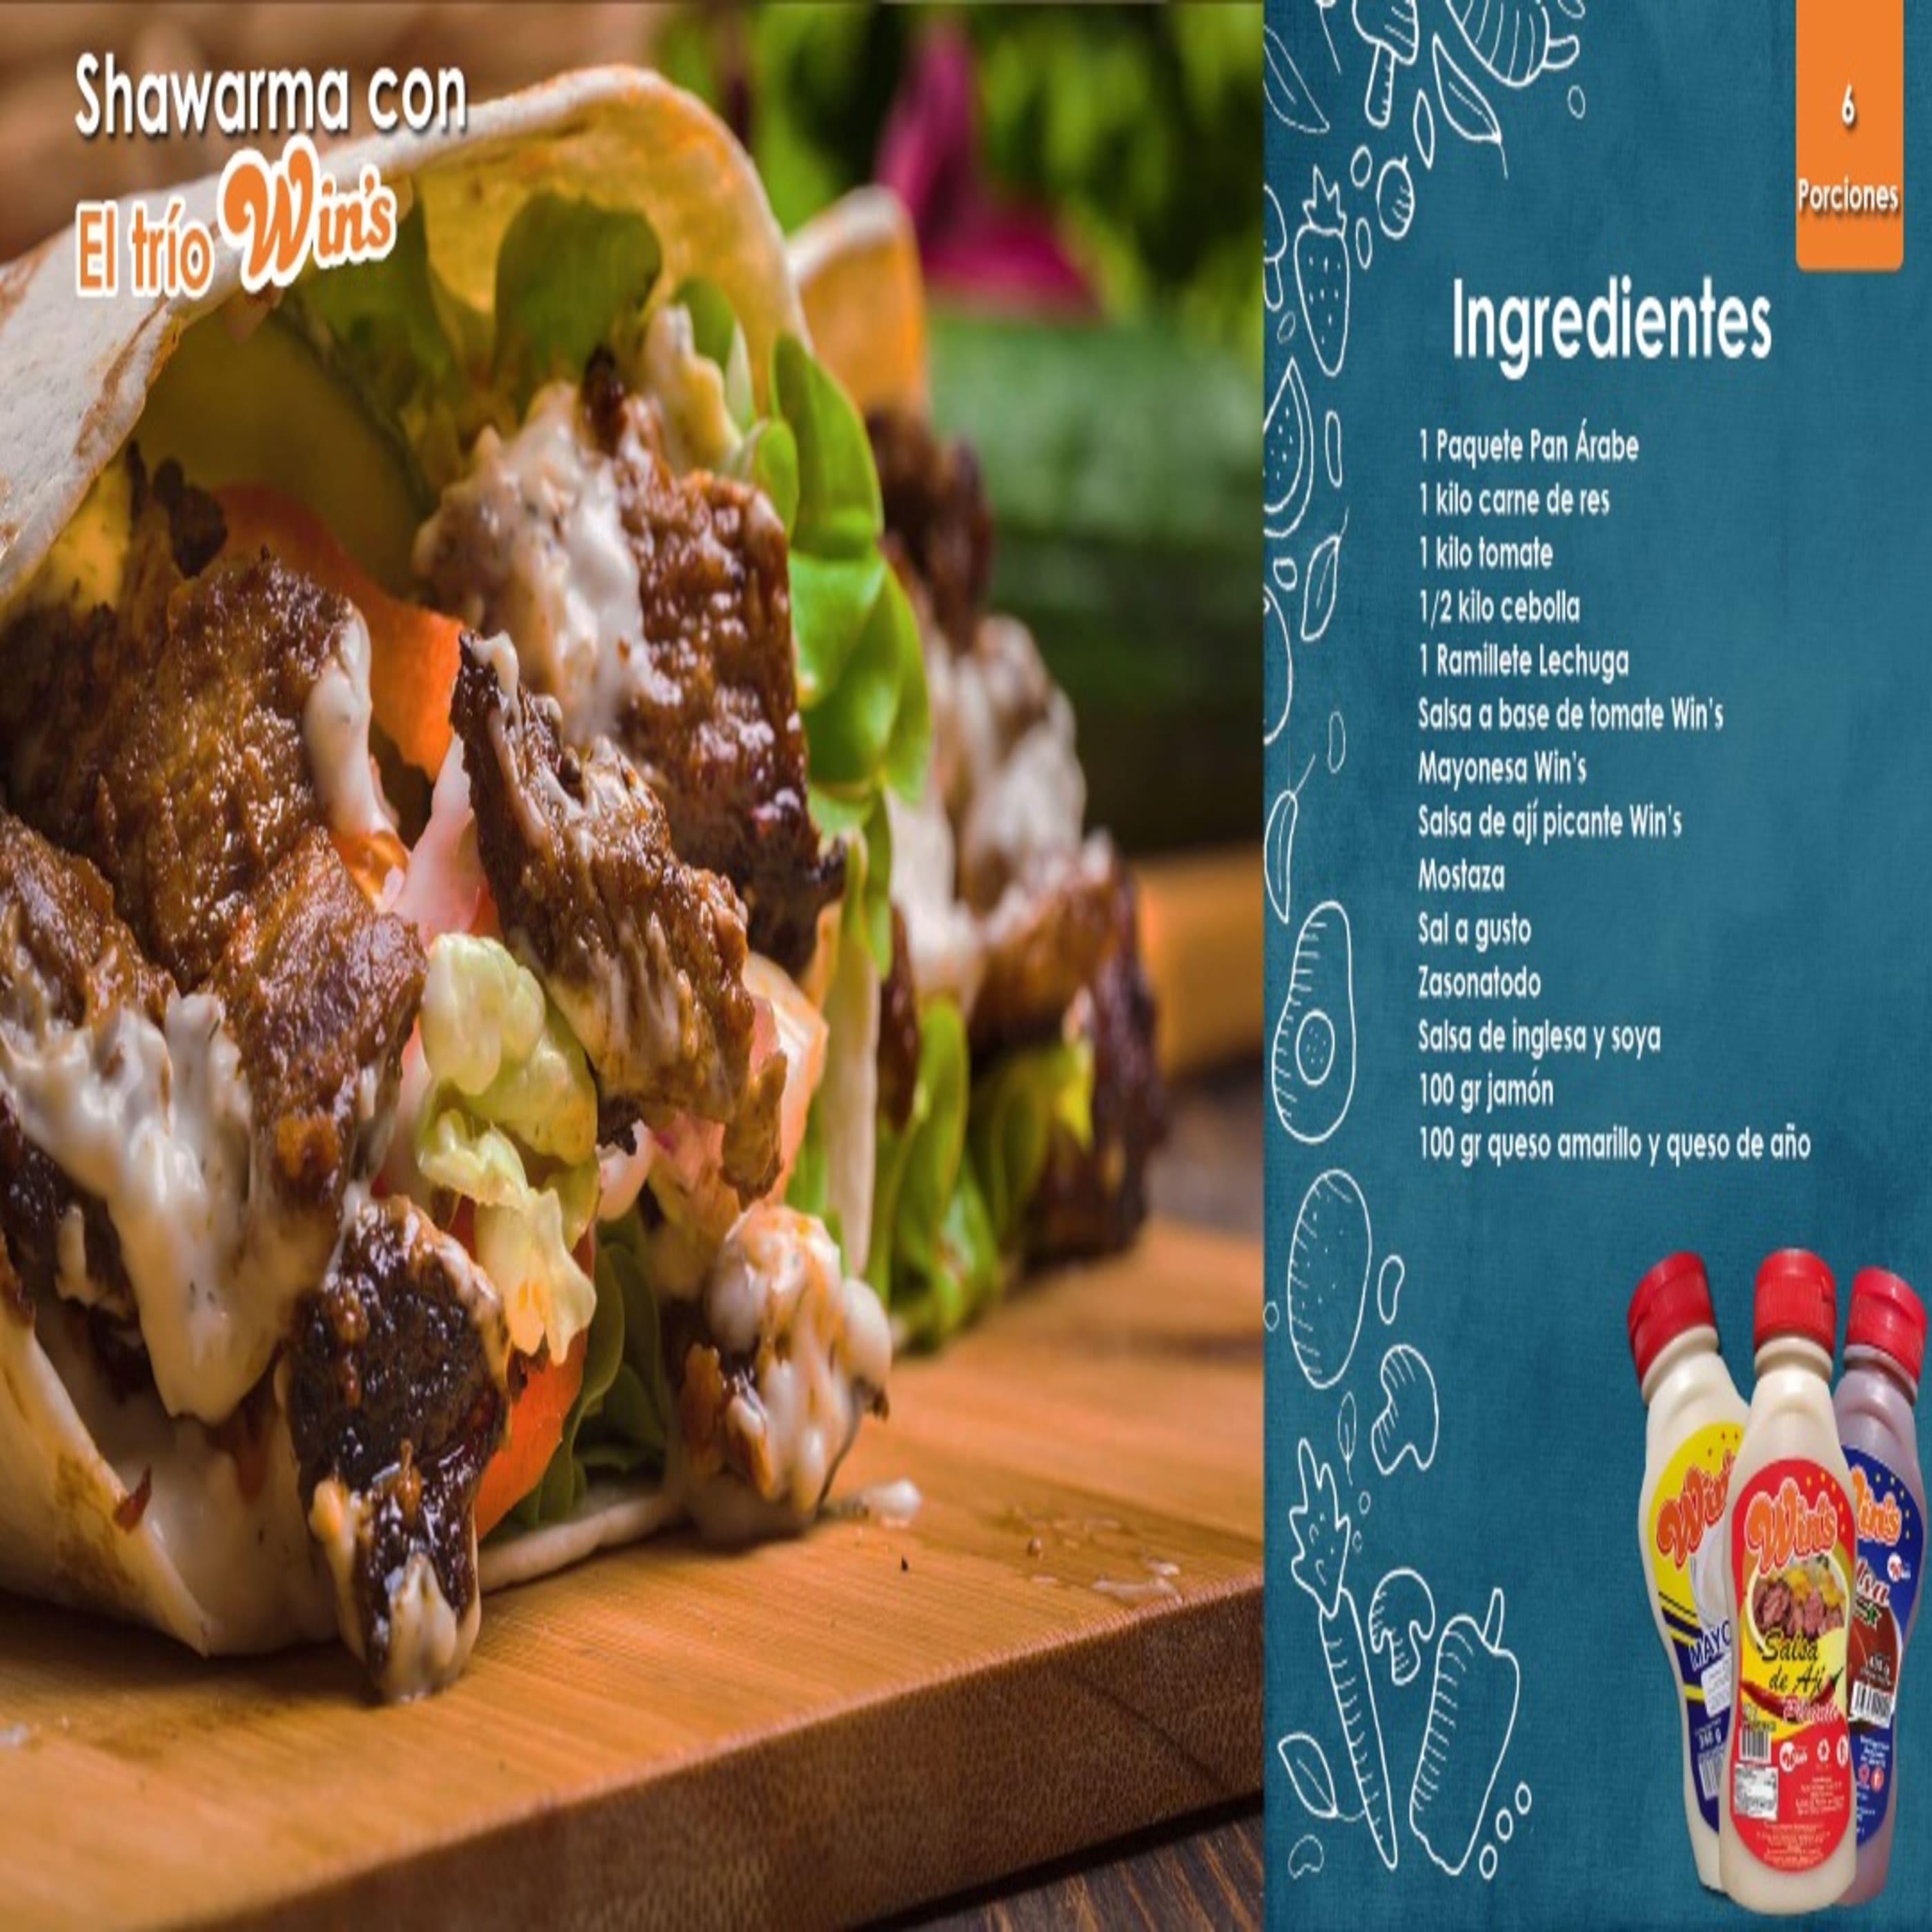 Shawarma con
El trío Win's
6
Porciones
Ingredientes
1 Paquete Pan Árabe
1 kilo carne de res
1 kilo tomate
1/2 kilo cebolla
1 Ramillete Lechuga
Salsa a base de tomate Win's
Mayonesa Win's
Salsa de ají picante Win's
Mostaza
Sal a gusto
Zasonatodo
Salsa de inglesa y soya
100 gr jamón
100 gr queso amarillo y queso de año
Win's
Salsa
de Ají
Picante
MAYO